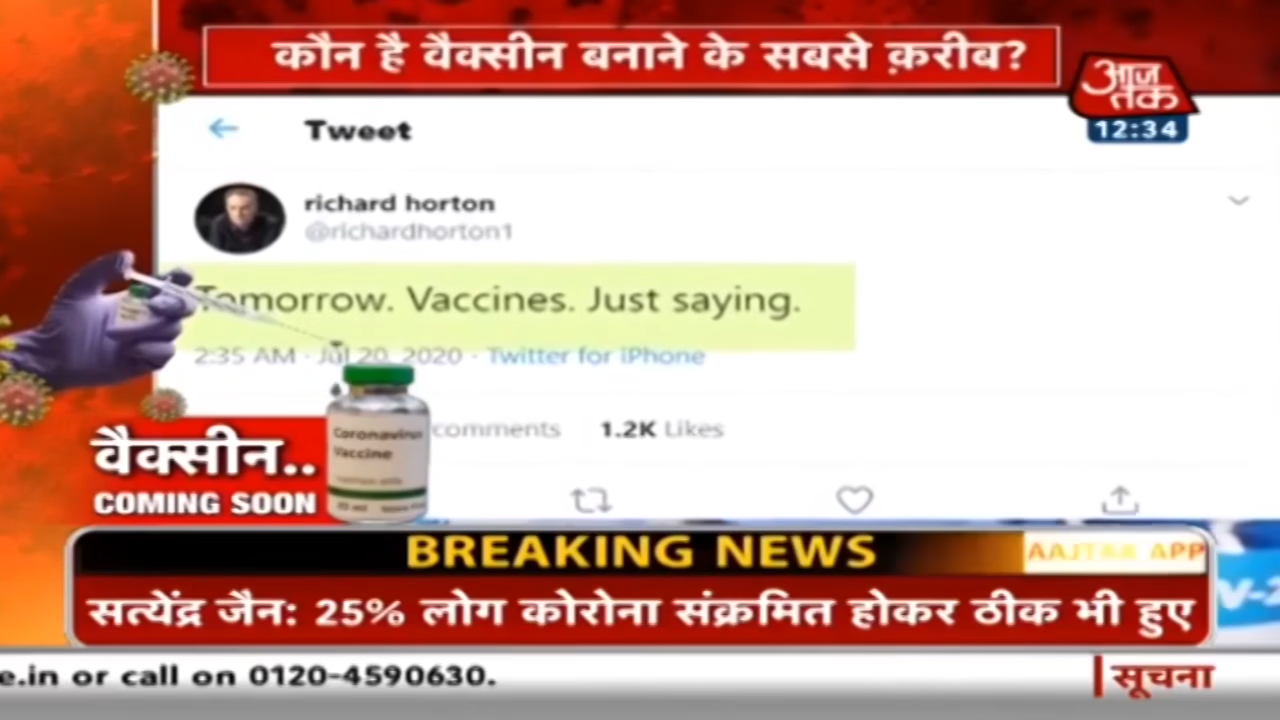 कौन है वैक्सीन बनाने के सबसे क़रीब?
आज तक
12:34
Tweet
richard horton
@richardhorton1
Tomorrow. Vaccines. Just saying.
2:35 AM · Jul 20, 2020 · Twitter for iPhone
comments 1.2K Likes
Coronavirus
Vaccine
वैक्सीन..
COMING SOON
BREAKING NEWS
AAJTAK APP
सत्येंद्र जैन: 25% लोग कोरोना संक्रमित होकर ठीक भी हुए
e.in or call on 0120-4590630.
सूचना